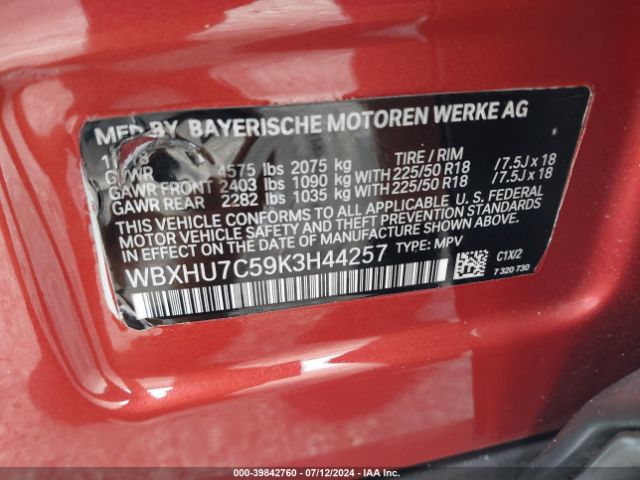 MFD BY BAYERISCHE MOTOREN WERKE AG
GVWR 4575 lbs 2075 kg TIRE / RIM
GAWR FRONT 2403 lbs 1090 kg WITH 225/50 R18 /7.5J x 18
GAWR REAR 2282 lbs 1035 kg WITH 225/50 R18 /7.5J x 18
THIS VEHICLE CONFORMS TO ALL APPLICABLE U. S. FEDERAL
MOTOR VEHICLE SAFETY AND THEFT PREVENTION STANDARDS
IN EFFECT ON THE DATE OF MANUFACTURE SHOWN ABOVE.
WBXHU7C59K3H44257 TYPE: MPV C1X/2
7 320 730
000-39842760 - 07/12/2024 - IAA Inc.